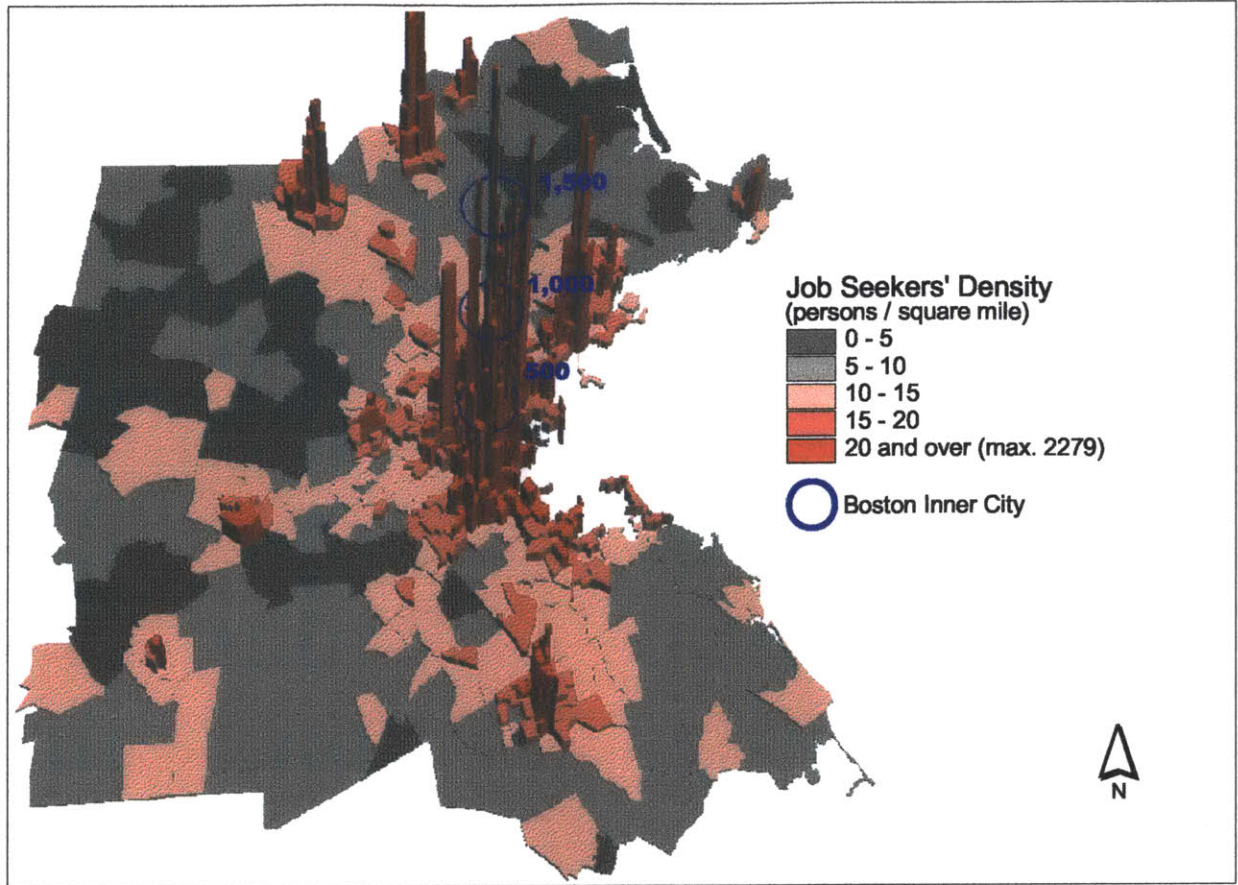 1,500
1,000
500
Job Seekers' Density
(persons / square mile)
0 - 5
5 - 10
10 - 15
15 - 20
20 and over (max. 2279)
Boston Inner City
N